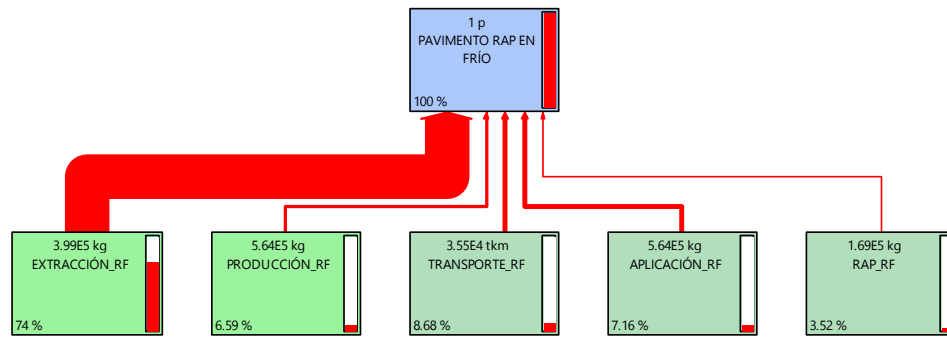 1 p
PAVIMENTO RAP EN
FRÍO
100 %
3.99E5 kg
EXTRACCIÓN_RF
74 %
5.64E5 kg
PRODUCCIÓN_RF
6.59 %
3.55E4 tkm
TRANSPORTE_RF
8.68 %
5.64E5 kg
APLICACIÓN_RF
7.16 %
1.69E5 kg
RAP_RF
3.52 %